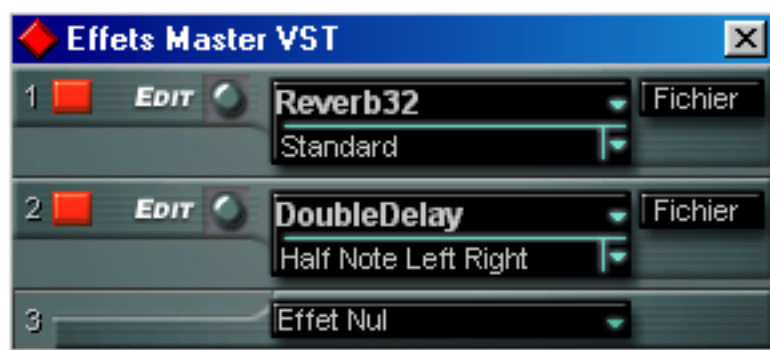 Effets Master VST
1 EDIT Reverb32 Fichier
Standard
2 EDIT DoubleDelay Fichier
Half Note Left Right
3 Effet Nul